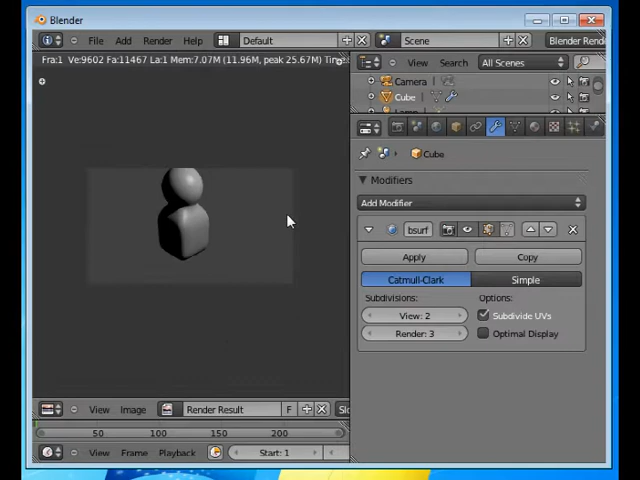 Blender
File Add Render Help Default Scene Blender Rend
Fra:1 Ve:9602 Fa:11467 La:1 Mem:7.07M (11.96M, peak 25.67M) Time:
View Search All Scenes
Camera
Cube
Cube
Modifiers
Add Modifier
bsurf
Apply Copy
Catmull-Clark Simple
Subdivisions: Options:
View: 2 Subdivide UVs
Render: 3 Optimal Display
View Image Render Result F Slo
50 100 150 200
View Frame Playback Start: 1